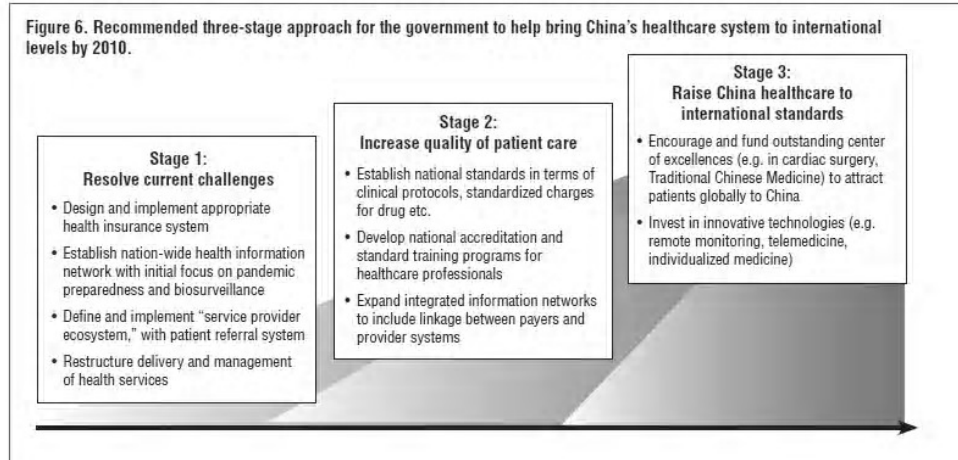 Figure 6. Recommended three-stage approach for the government to help bring China's healthcare system to international
levels by 2010.
Stage 1:
Resolve current challenges
• Design and implement appropriate
health insurance system
• Establish nation-wide health information
network with initial focus on pandemic
preparedness and biosurveillance
• Define and implement “service provider
ecosystem,” with patient referral system
• Restructure delivery and management
of health services
Stage 2:
Increase quality of patient care
• Establish national standards in terms of
clinical protocols, standardized charges
for drug etc.
• Develop national accreditation and
standard training programs for
healthcare professionals
• Expand integrated information networks
to include linkage between payers and
provider systems
Stage 3:
Raise China healthcare to
international standards
• Encourage and fund outstanding center
of excellences (e.g. in cardiac surgery,
Traditional Chinese Medicine) to attract
patients globally to China
• Invest in innovative technologies (e.g.
remote monitoring, telemedicine,
individualized medicine)